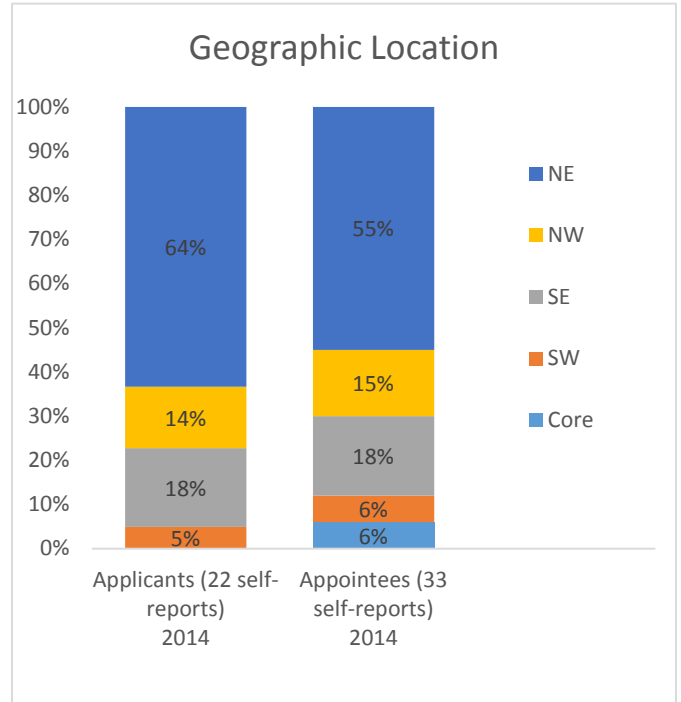 Geographic Location
100%
90%
80%
70%
60%
50%
40%
30%
20%
10%
0%
64%
14%
18%
5%
55%
15%
18%
6%
6%
NE
NW
SE
SW
Core
Applicants (22 self-
reports)
2014
Appointees (33
self-reports)
2014